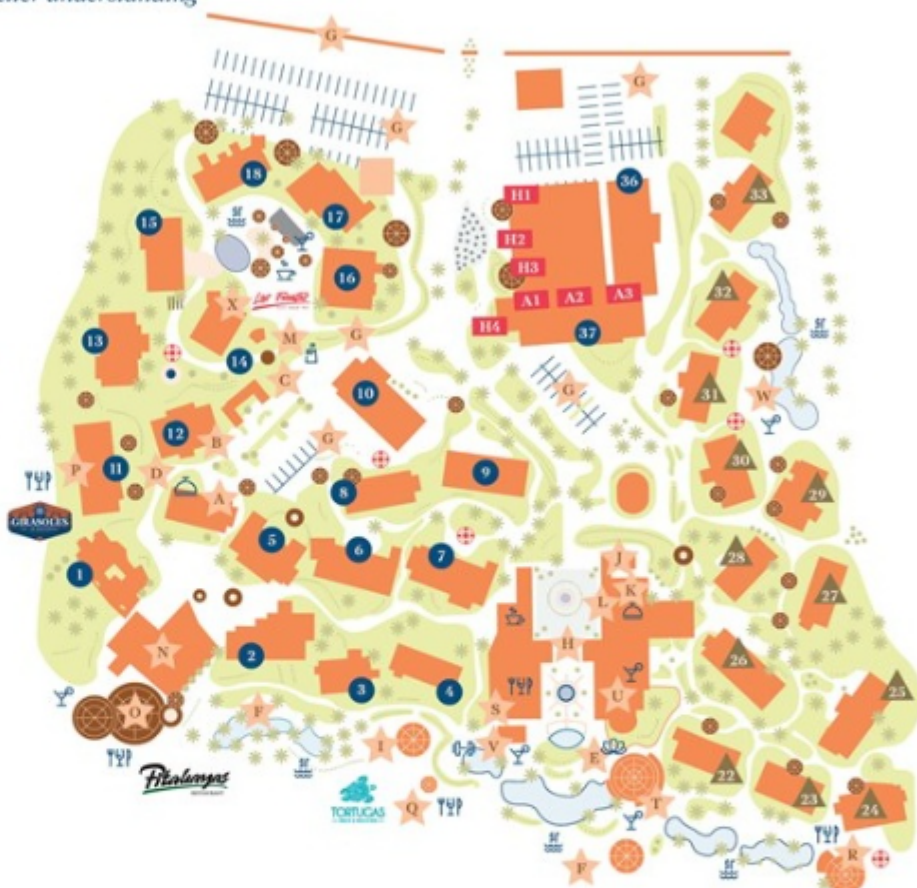 understanding
G
G
G
18
36
33
15
17
H1
H2
16
H3
32
X
A1
A2
A3
H4
37
13
M
G
14
C
10
G
31
W
12
B
G
P
11
D
30
9
8
A
29
GIRASOLES
5
6
7
28
1
J
K
27
L
N
2
H
26
3
4
U
25
S
O
F
I
V
E
22
Pitahayas
RESTAURANT
23
TORTUGAS
Q
T
24
R
F